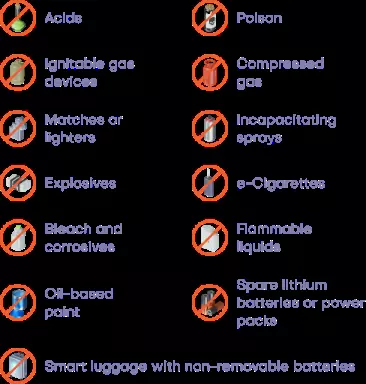 Acids
Poison
Ignitable gas
devices
Compressed
gas
Matches or
lighters
Incapacitating
sprays
Explosives
e-Cigarettes
Bleach and
corrosives
Flammable
liquids
Oil-based
paint
Spare lithium
batteries or power
packs
Smart luggage with non-removable batteries